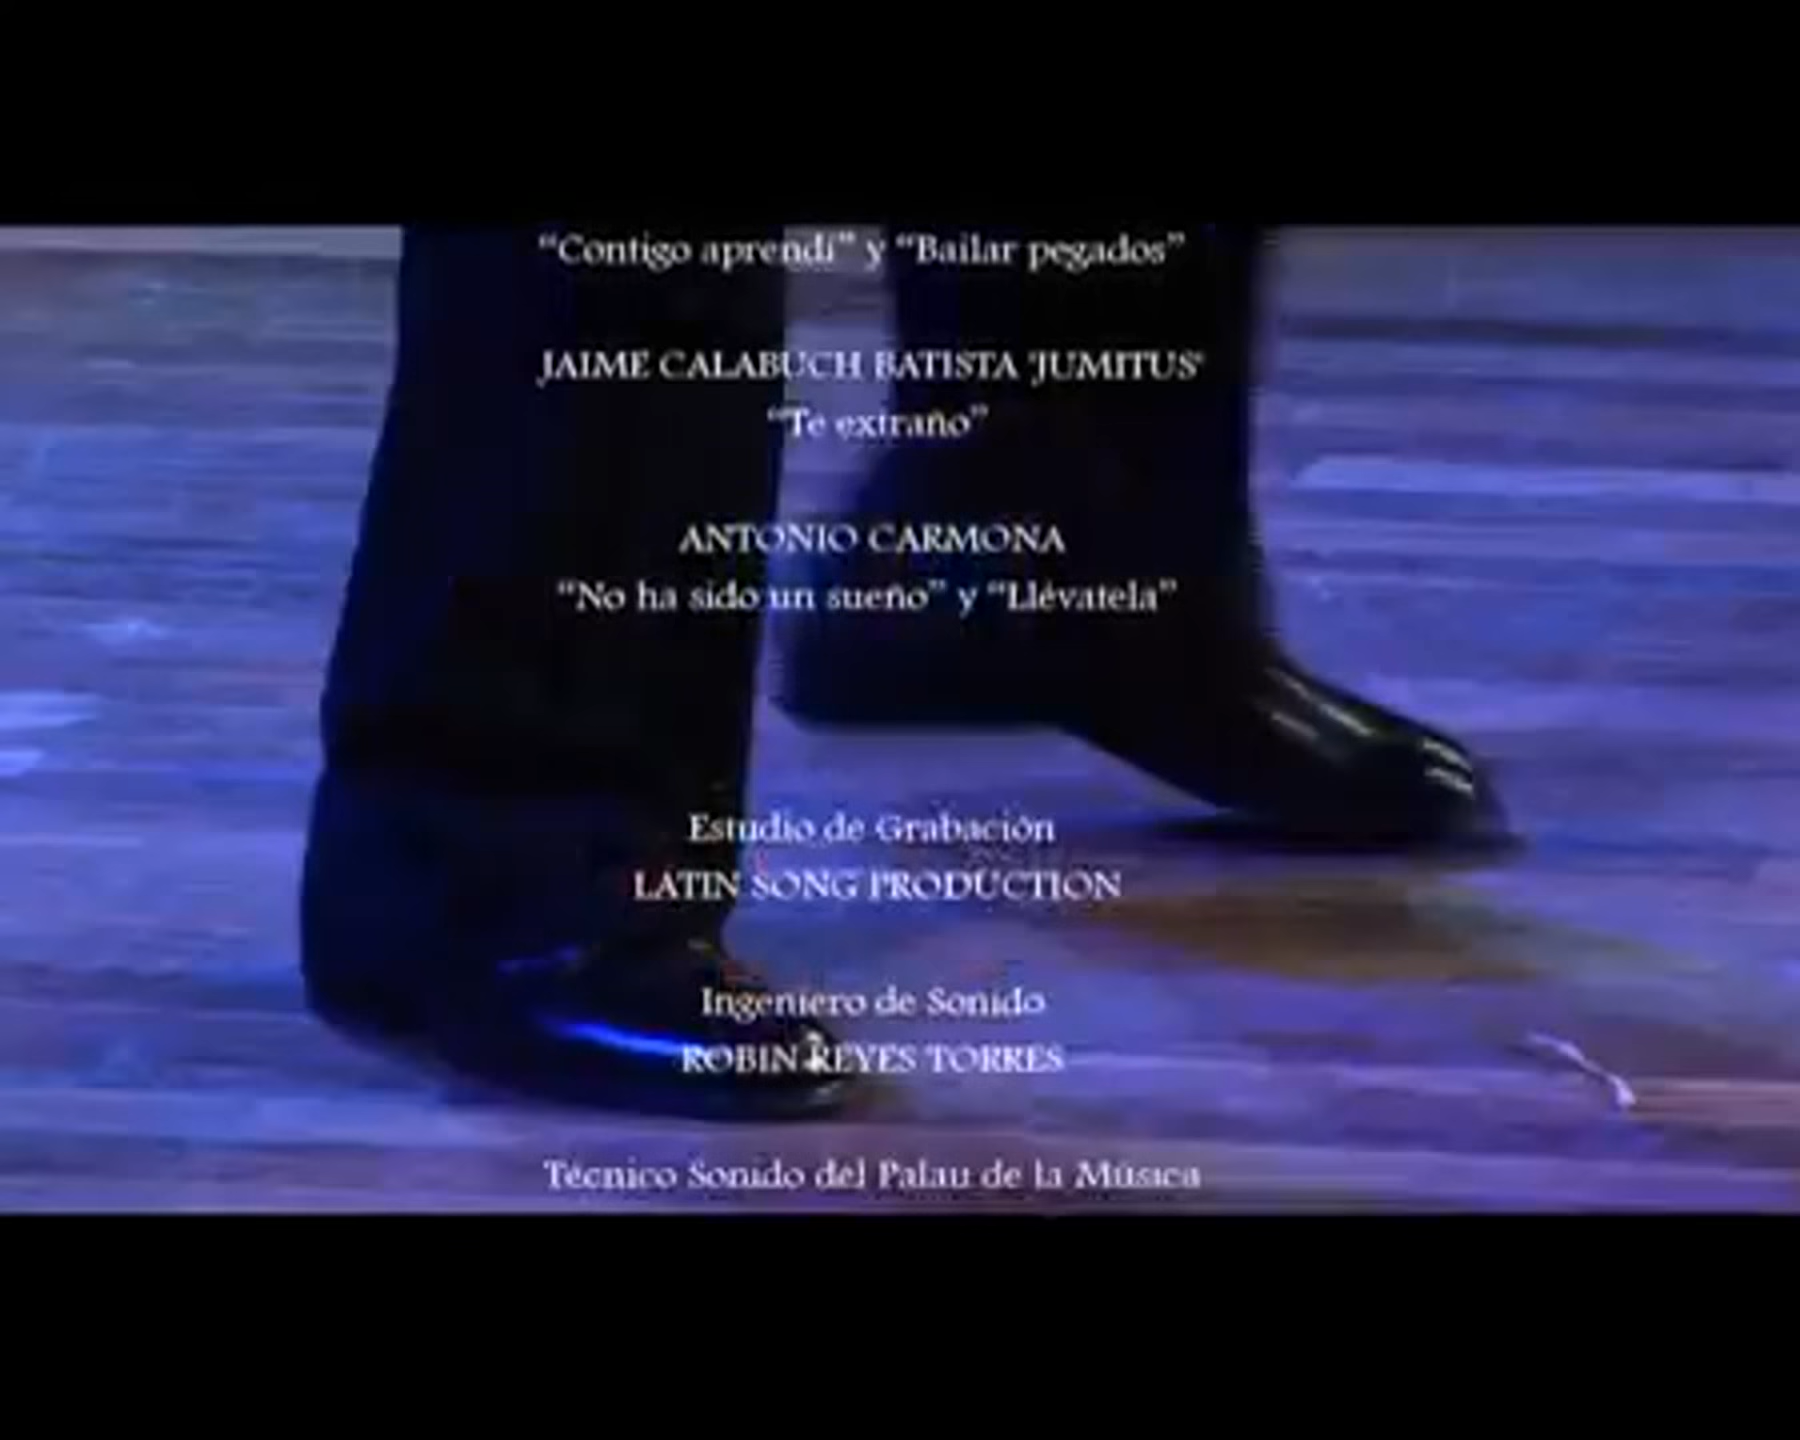 “Contigo aprendí” y “Bailar pegados”
JAIME CALABUCH BATISTA 'JUMITUS'
“Te extraño”
ANTONIO CARMONA
“No ha sido un sueño” y “Llévatela”
Estudio de Grabación
LATIN SONG PRODUCTION
Ingeniero de Sonido
ROBIN REYES TORRES
Técnico Sonido del Palau de la Música